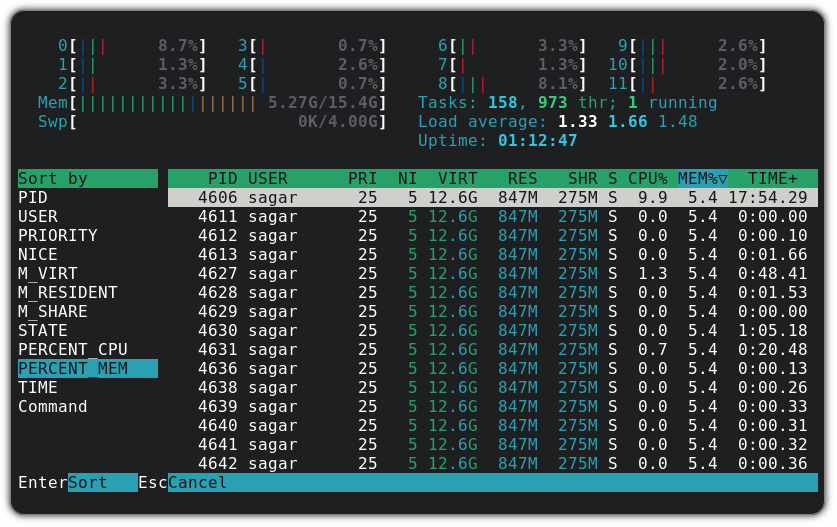 0[||| 8.7%] 3[| 0.7%] 6[|| 3.3%] 9[||| 2.6%]
1[|| 1.3%] 4[| 2.6%] 7[| 1.3%] 10[||| 2.0%]
2[|| 3.3%] 5[| 0.7%] 8[||| 8.1%] 11[|| 2.6%]
Mem[|||||||||||||||||| 5.27G/15.4G] Tasks: 158, 973 thr; 1 running
Swp[ 0K/4.00G] Load average: 1.33 1.66 1.48
Uptime: 01:12:47
Sort by PID USER PRI NI VIRT RES SHR S CPU% MEM%▽ TIME+
PID 4606 sagar 25 5 12.6G 847M 275M S 9.9 5.4 17:54.29
USER 4611 sagar 25 5 12.6G 847M 275M S 0.0 5.4 0:00.00
PRIORITY 4612 sagar 25 5 12.6G 847M 275M S 0.0 5.4 0:00.10
NICE 4613 sagar 25 5 12.6G 847M 275M S 0.0 5.4 0:01.66
M_VIRT 4627 sagar 25 5 12.6G 847M 275M S 1.3 5.4 0:48.41
M_RESIDENT 4628 sagar 25 5 12.6G 847M 275M S 0.0 5.4 0:01.53
M_SHARE 4629 sagar 25 5 12.6G 847M 275M S 0.0 5.4 0:00.00
STATE 4630 sagar 25 5 12.6G 847M 275M S 0.0 5.4 1:05.18
PERCENT_CPU 4631 sagar 25 5 12.6G 847M 275M S 0.7 5.4 0:20.48
PERCENT_MEM 4636 sagar 25 5 12.6G 847M 275M S 0.0 5.4 0:00.13
TIME 4638 sagar 25 5 12.6G 847M 275M S 0.0 5.4 0:00.26
Command 4639 sagar 25 5 12.6G 847M 275M S 0.0 5.4 0:00.33
4640 sagar 25 5 12.6G 847M 275M S 0.0 5.4 0:00.31
4641 sagar 25 5 12.6G 847M 275M S 0.0 5.4 0:00.32
4642 sagar 25 5 12.6G 847M 275M S 0.0 5.4 0:00.36
EnterSort EscCancel